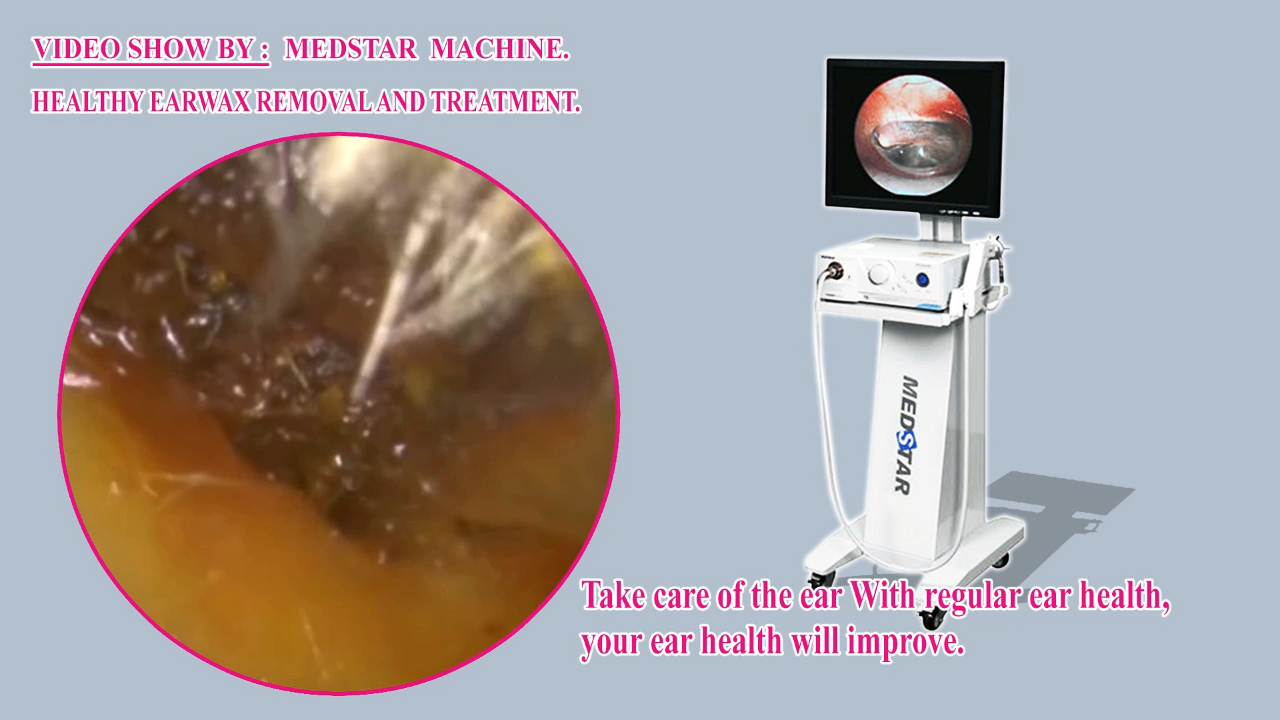 VIDEO SHOW BY : MEDSTAR MACHINE.
HEALTHY EARWAX REMOVAL AND TREATMENT.
MEDSTAR
Take care of the ear With regular ear health,
your ear health will improve.